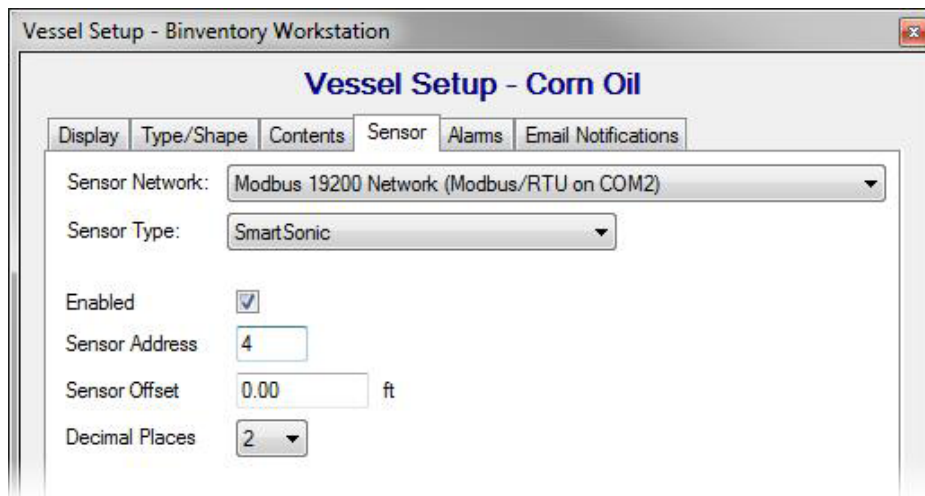 Vessel Setup - Binventory Workstation
Vessel Setup - Corn Oil
Display Type/Shape Contents Sensor Alarms Email Notifications
Sensor Network: Modbus 19200 Network (Modbus/RTU on COM2)
Sensor Type: SmartSonic
Enabled
Sensor Address 4
Sensor Offset 0.00 ft
Decimal Places 2